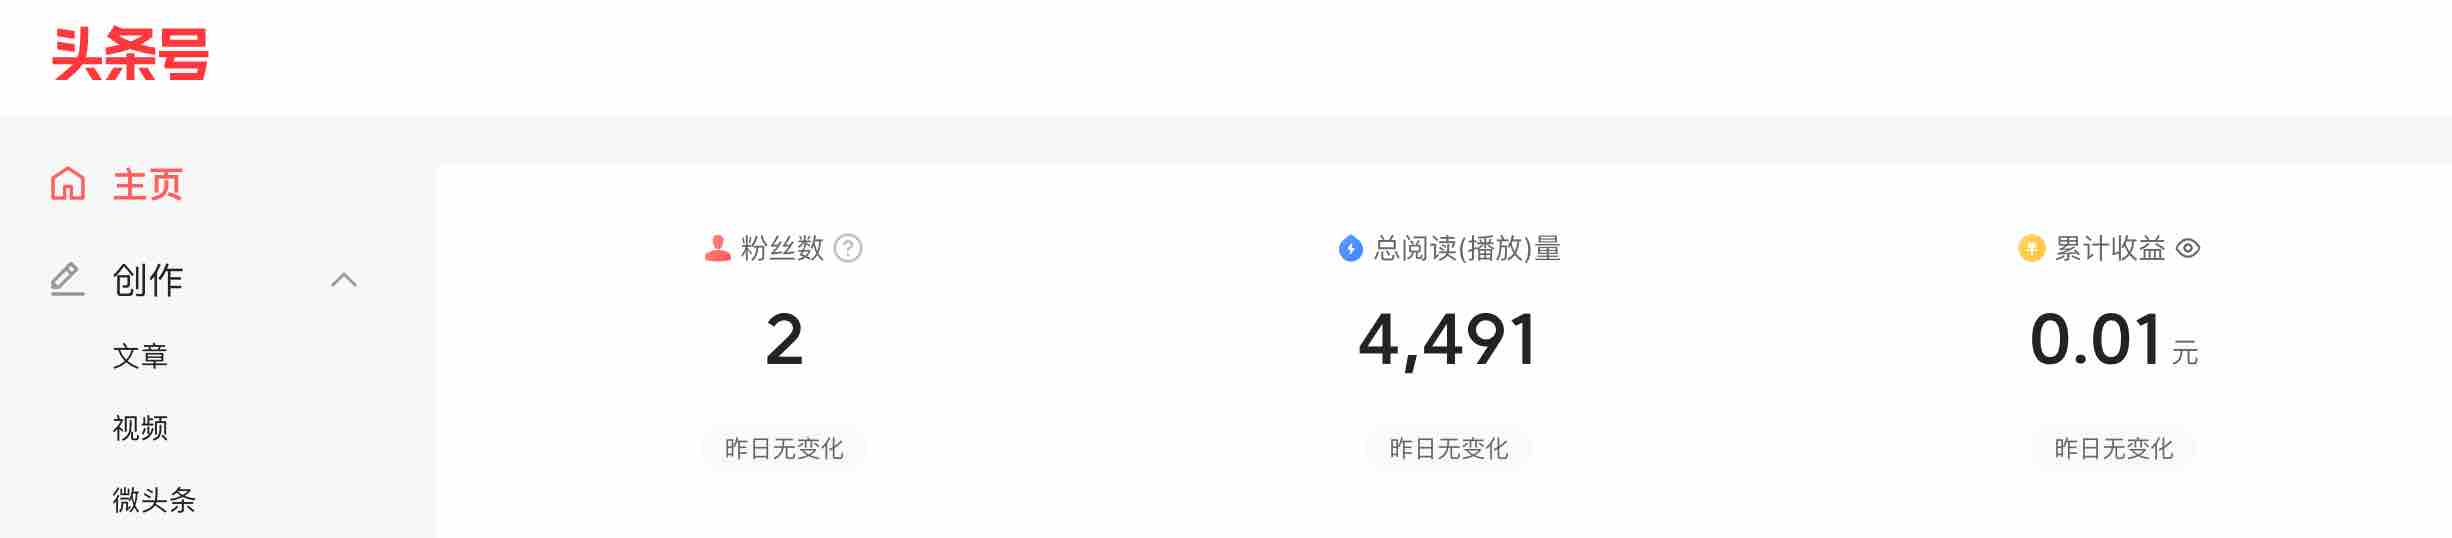 头条号
主页
创作
文章
视频
微头条
粉丝数
2
昨日无变化
总阅读(播放)量
4,491
昨日无变化
累计收益
0.01 元
昨日无变化